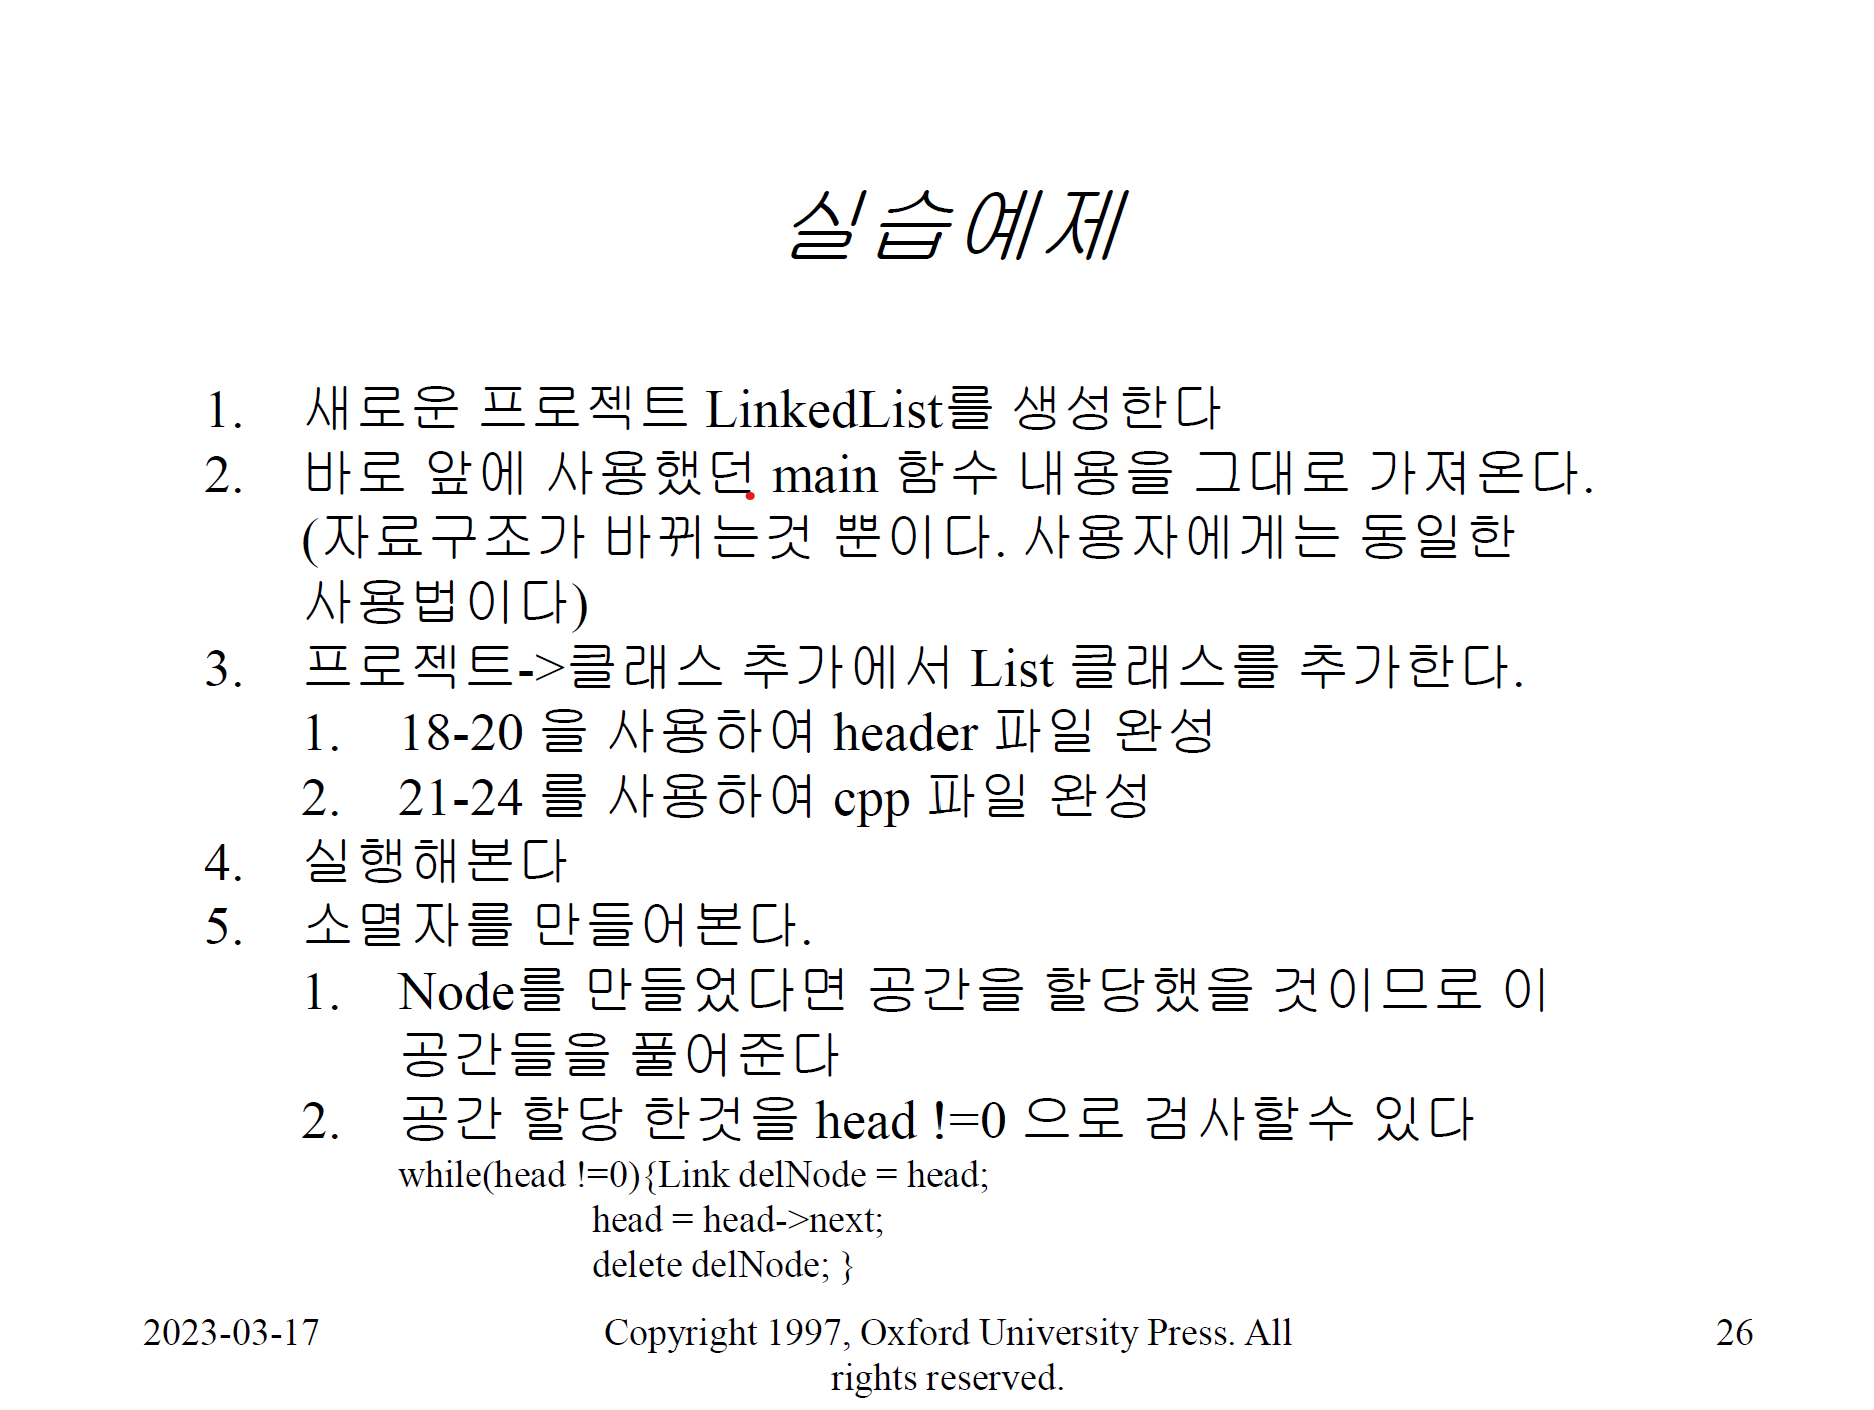 실습예제
1. 새로운 프로젝트 LinkedList를 생성한다
2. 바로 앞에 사용했던 main 함수 내용을 그대로 가져온다.
(자료구조가 바뀌는것 뿐이다. 사용자에게는 동일한
사용법이다)
3. 프로젝트->클래스 추가에서 List 클래스를 추가한다.
1. 18-20 을 사용하여 header 파일 완성
2. 21-24 를 사용하여 cpp 파일 완성
4. 실행해본다
5. 소멸자를 만들어본다.
1. Node를 만들었다면 공간을 할당했을 것이므로 이
공간들을 풀어준다
2. 공간 할당 한것을 head !=0 으로 검사할수 있다
while(head !=0){Link delNode = head;
head = head->next;
delete delNode; }
2023-03-17
Copyright 1997, Oxford University Press. All
rights reserved.
26